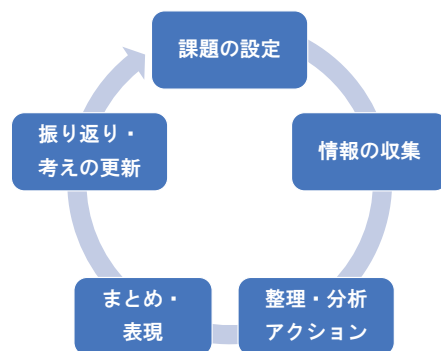 課題の設定
情報の収集
整理・分析
アクション
まとめ・
表現
振り返り・
考えの更新